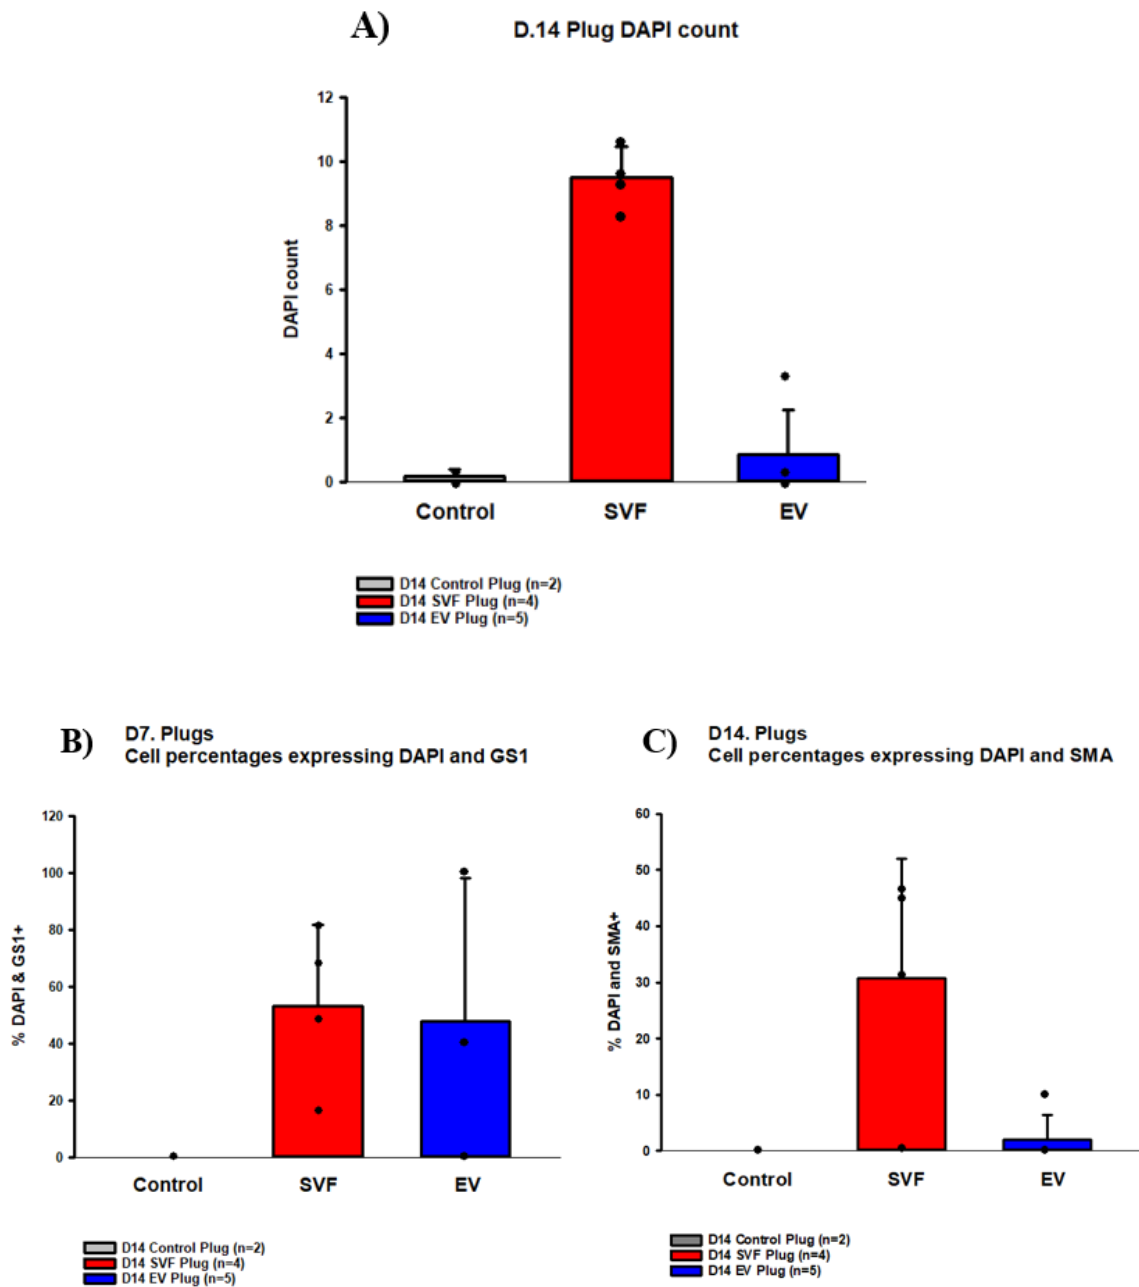 A)
D.14 Plug DAPI count
12
10
8
6
4
2
0
DAPI count
Control SVF EV
D14 Control Plug (n=2)
D14 SVF Plug (n=4)
D14 EV Plug (n=5)
B)
D7. Plugs
Cell percentages expressing DAPI and GS1
120
100
80
60
40
20
0
% DAPI & GS1+
Control SVF EV
D14 Control Plug (n=2)
D14 SVF Plug (n=4)
D14 EV Plug (n=5)
C)
D14. Plugs
Cell percentages expressing DAPI and SMA
60
50
40
30
20
10
0
% DAPI and SMA+
Control SVF EV
D14 Control Plug (n=2)
D14 SVF Plug (n=4)
D14 EV Plug (n=5)